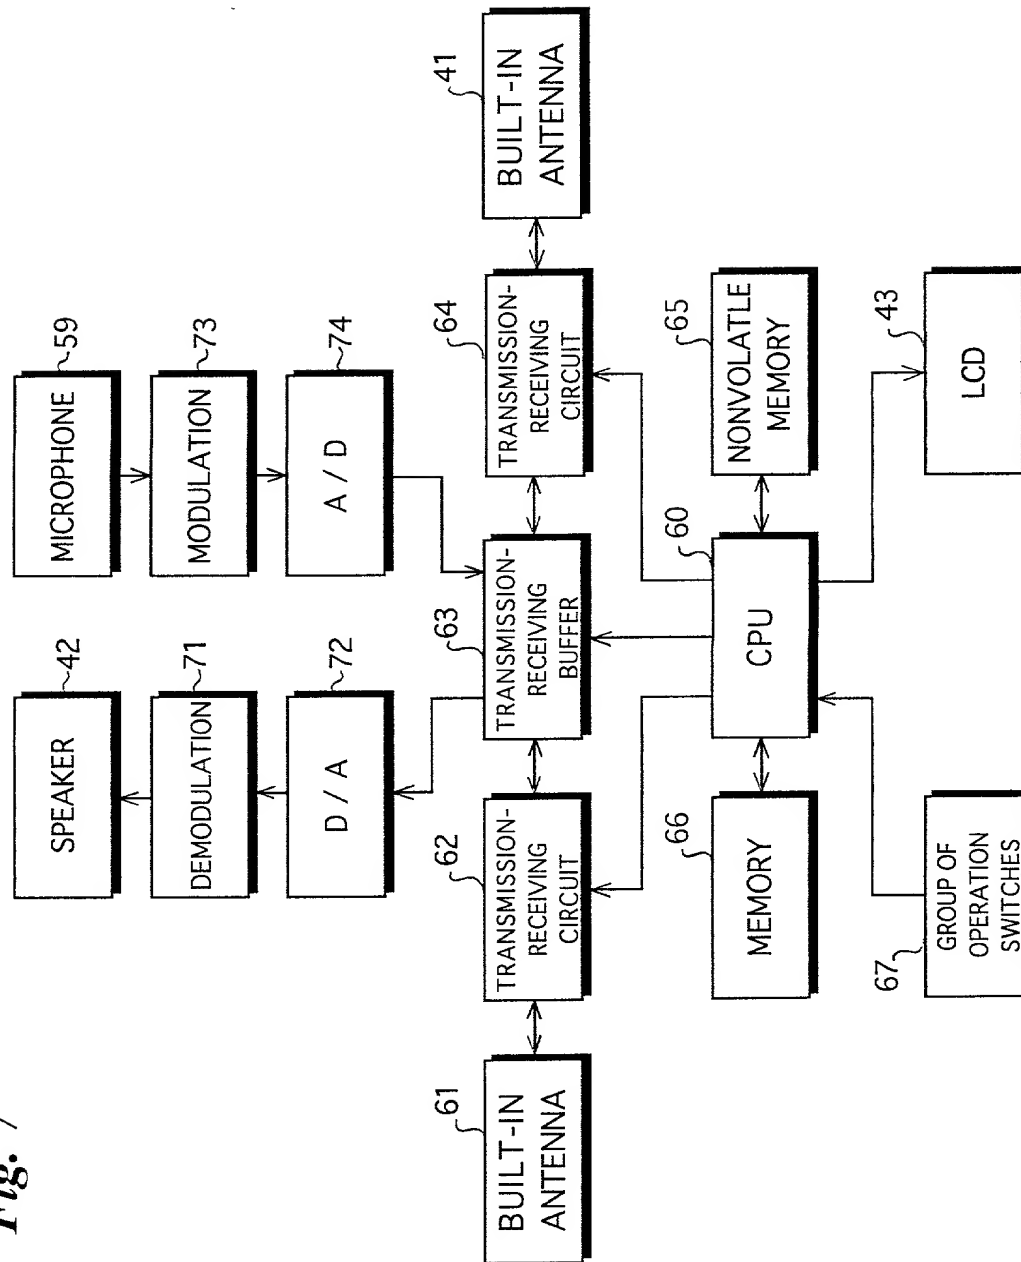 Fig.
SPEAKER
42
MICROPHONE
59
DEMODULATION
71
MODULATION
73
D / A
72
A / D
74
61
BUILT-IN
ANTENNA
62
TRANSMISSION-
RECEIVING
CIRCUIT
63
TRANSMISSION-
RECEIVING
BUFFER
64
TRANSMISSION-
RECEIVING
CIRCUIT
41
BUILT-IN
ANTENNA
66
MEMORY
60
CPU
65
NONVOLATLE
MEMORY
67
GROUP OF
OPERATION
SWITCHES
43
LCD